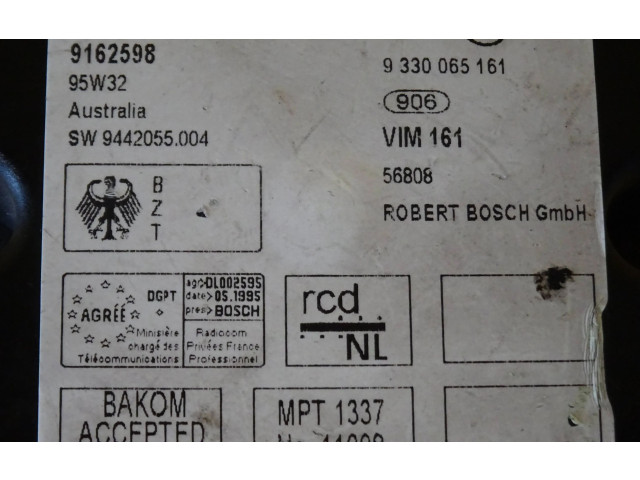 9162598
95W32
Australia
SW 9442055.004
9 330 065 161
906
VIM 161
56808
ROBERT BOSCH GmbH
B
Z
T
AGRÉÉ
DGPT
Ministère
chargé des
Télécommunications
agr>DL002595
date>05.1995
pres>BOSCH
Radiocom
Privées France
Professionnel
rcd
NL
BAKOM
ACCEPTED
MPT 1337